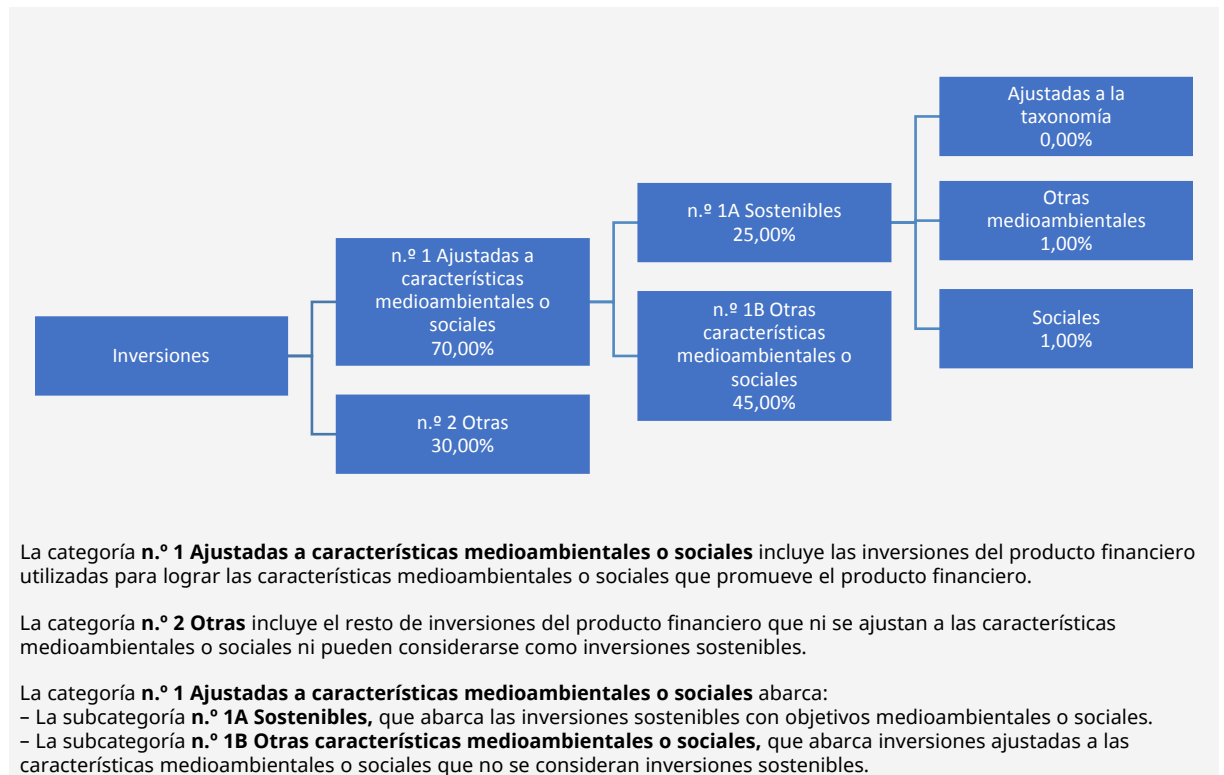 Inversiones
n.º 1 Ajustadas a
características
medioambientales o
sociales
70,00%
n.º 2 Otras
30,00%
n.º 1A Sostenibles
25,00%
n.º 1B Otras
características
medioambientales o
sociales
45,00%
Ajustadas a la
taxonomía
0,00%
Otras
medioambientales
1,00%
Sociales
1,00%
La categoría n.º 1 Ajustadas a características medioambientales o sociales incluye las inversiones del producto financiero
utilizadas para lograr las características medioambientales o sociales que promueve el producto financiero.
La categoría n.º 2 Otras incluye el resto de inversiones del producto financiero que ni se ajustan a las características
medioambientales o sociales ni pueden considerarse como inversiones sostenibles.
La categoría n.º 1 Ajustadas a características medioambientales o sociales abarca:
– La subcategoría n.º 1A Sostenibles, que abarca las inversiones sostenibles con objetivos medioambientales o sociales.
– La subcategoría n.º 1B Otras características medioambientales o sociales, que abarca inversiones ajustadas a las
características medioambientales o sociales que no se consideran inversiones sostenibles.